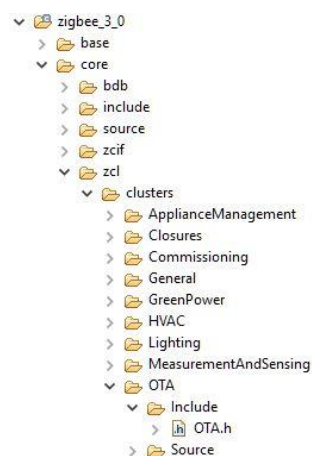 zigbee_3_0
base
core
bdb
include
source
zcif
zcl
clusters
ApplianceManagement
Closures
Commissioning
General
GreenPower
HVAC
Lighting
MeasurementAndSensing
OTA
Include
.h OTA.h
Source